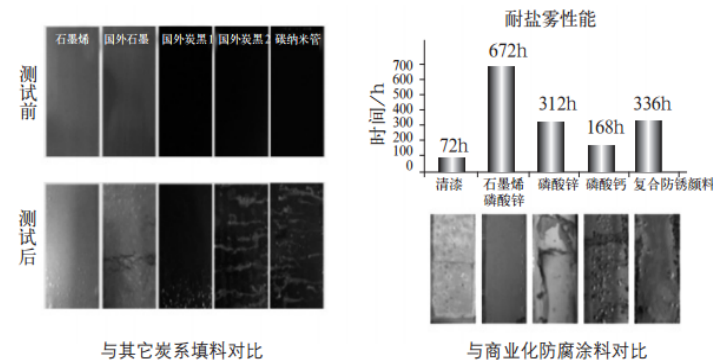 石墨烯 国外石墨 国外炭黑1 国外炭黑2 碳纳米管
测试前
测试后
与其它炭系填料对比
耐盐雾性能
时间/h
700
600
500
400
300
200
100
0
72h
672h
312h
168h
336h
清漆 石墨烯磷酸锌 磷酸锌 磷酸钙 复合防锈颜料
与商业化防腐涂料对比